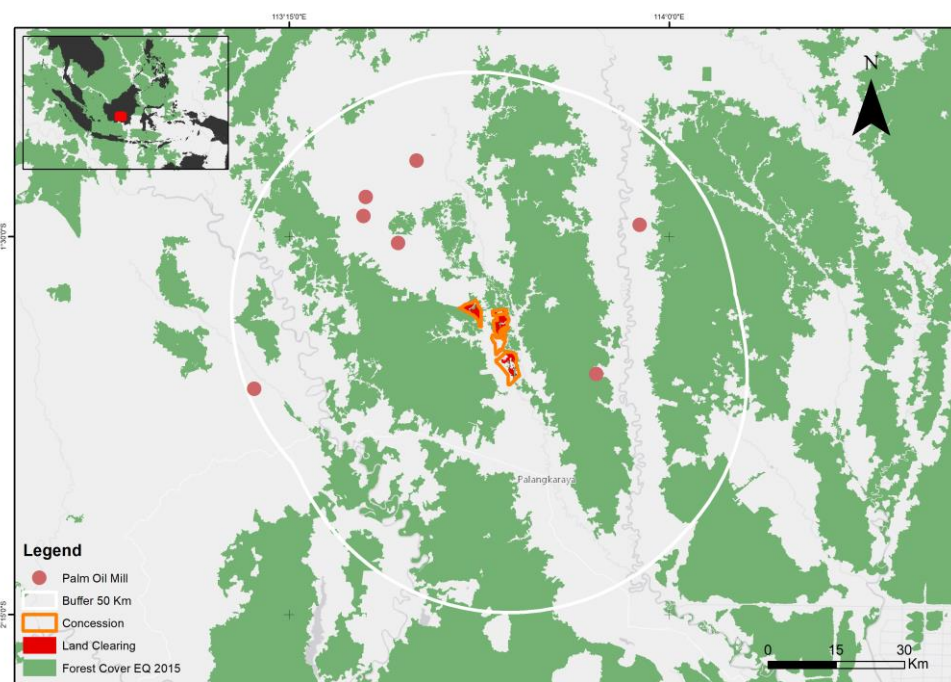 113°15'0"E
114°0'0"E
N
1°30'0"S
Palangkaraya
2°15'0"S
Legend
Palm Oil Mill
Buffer 50 Km
Concession
Land Clearing
Forest Cover EQ 2015
0 15 30
Km